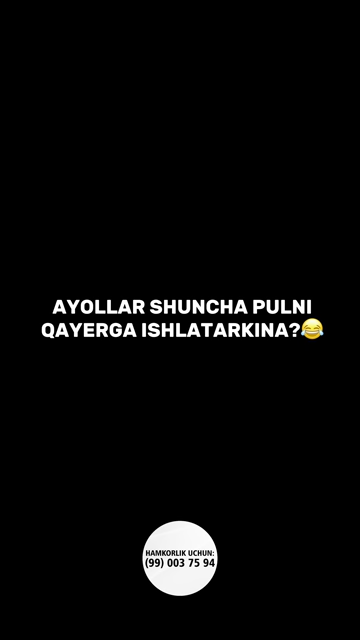 AYOLLAR SHUNCHA PULNI
QAYERGA ISHLATARKINA?😂
HAMKORLIK UCHUN:
(99) 003 75 94